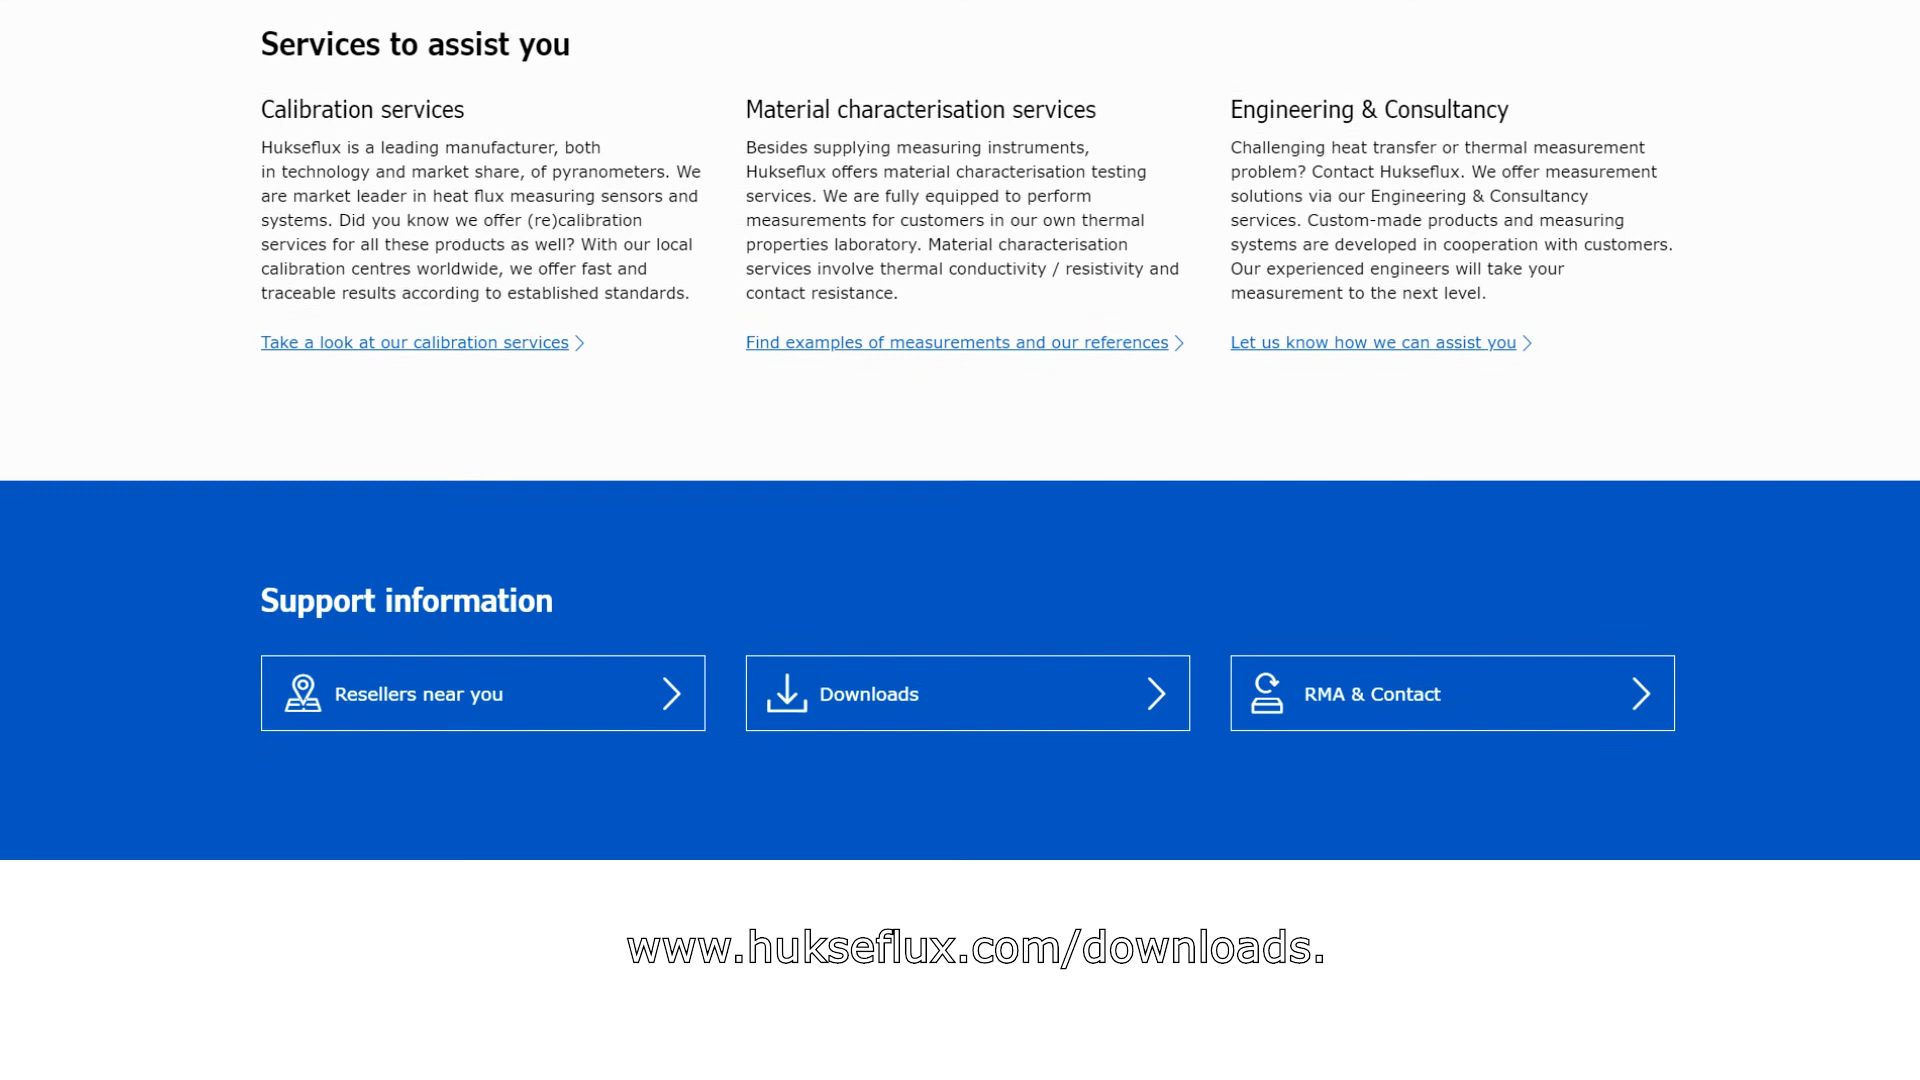 Services to assist you
Calibration services
Hukseflux is a leading manufacturer, both
in technology and market share, of pyranometers. We
are market leader in heat flux measuring sensors and
systems. Did you know we offer (re)calibration
services for all these products as well? With our local
calibration centres worldwide, we offer fast and
traceable results according to established standards.
Take a look at our calibration services
Material characterisation services
Besides supplying measuring instruments,
Hukseflux offers material characterisation testing
services. We are fully equipped to perform
measurements for customers in our own thermal
properties laboratory. Material characterisation
services involve thermal conductivity / resistivity and
contact resistance.
Find examples of measurements and our references
Engineering & Consultancy
Challenging heat transfer or thermal measurement
problem? Contact Hukseflux. We offer measurement
solutions via our Engineering & Consultancy
services. Custom-made products and measuring
systems are developed in cooperation with customers.
Our experienced engineers will take your
measurement to the next level.
Let us know how we can assist you
Support information
Resellers near you
Downloads
RMA & Contact
www.hukseflux.com/downloads.